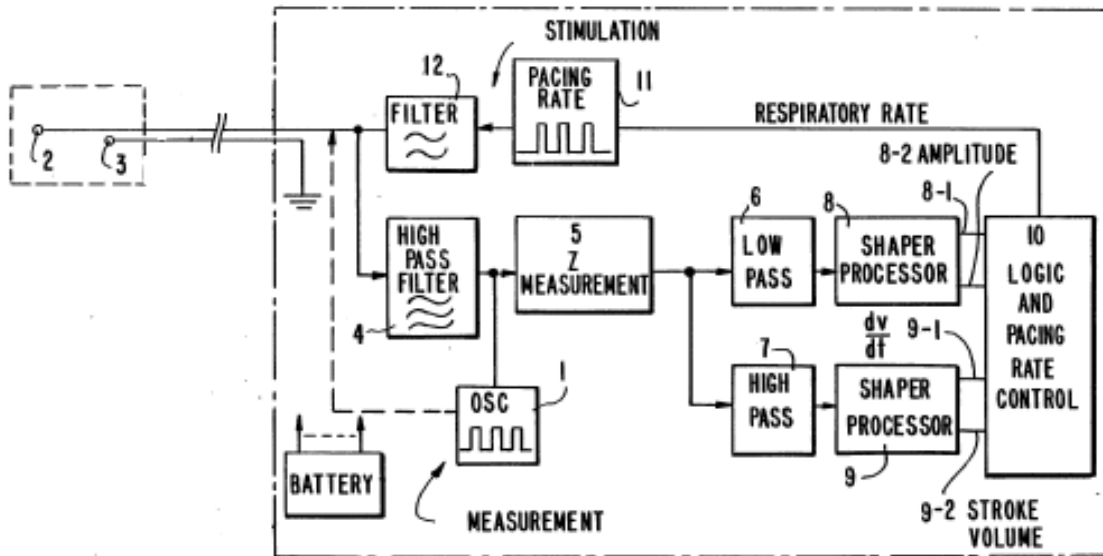 STIMULATION
12
FILTER
PACING
RATE
11
RESPIRATORY RATE
8-2 AMPLITUDE
8-1
2
3
HIGH
PASS
FILTER
4
5
Z
MEASUREMENT
6
LOW
PASS
8
SHAPER
PROCESSOR
10
LOGIC
AND
PACING
RATE
CONTROL
7
HIGH
PASS
dv
dt
9-1
SHAPER
PROCESSOR
9
9-2 STROKE
VOLUME
OSC
1
BATTERY
MEASUREMENT